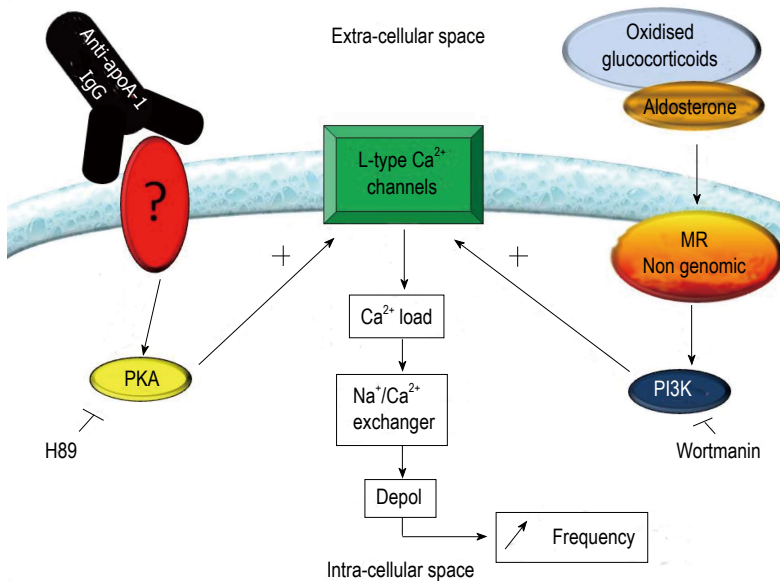 Extra-cellular space
Anti-apoA-1
IgG
Oxidised
glucocorticoids
Aldosterone
L-type Ca²⁺
channels
?
MR
Non genomic
+
+
Ca²⁺ load
PKA
PI3K
Na⁺/Ca²⁺
exchanger
H89
Wortmanin
Depol
Frequency
Intra-cellular space